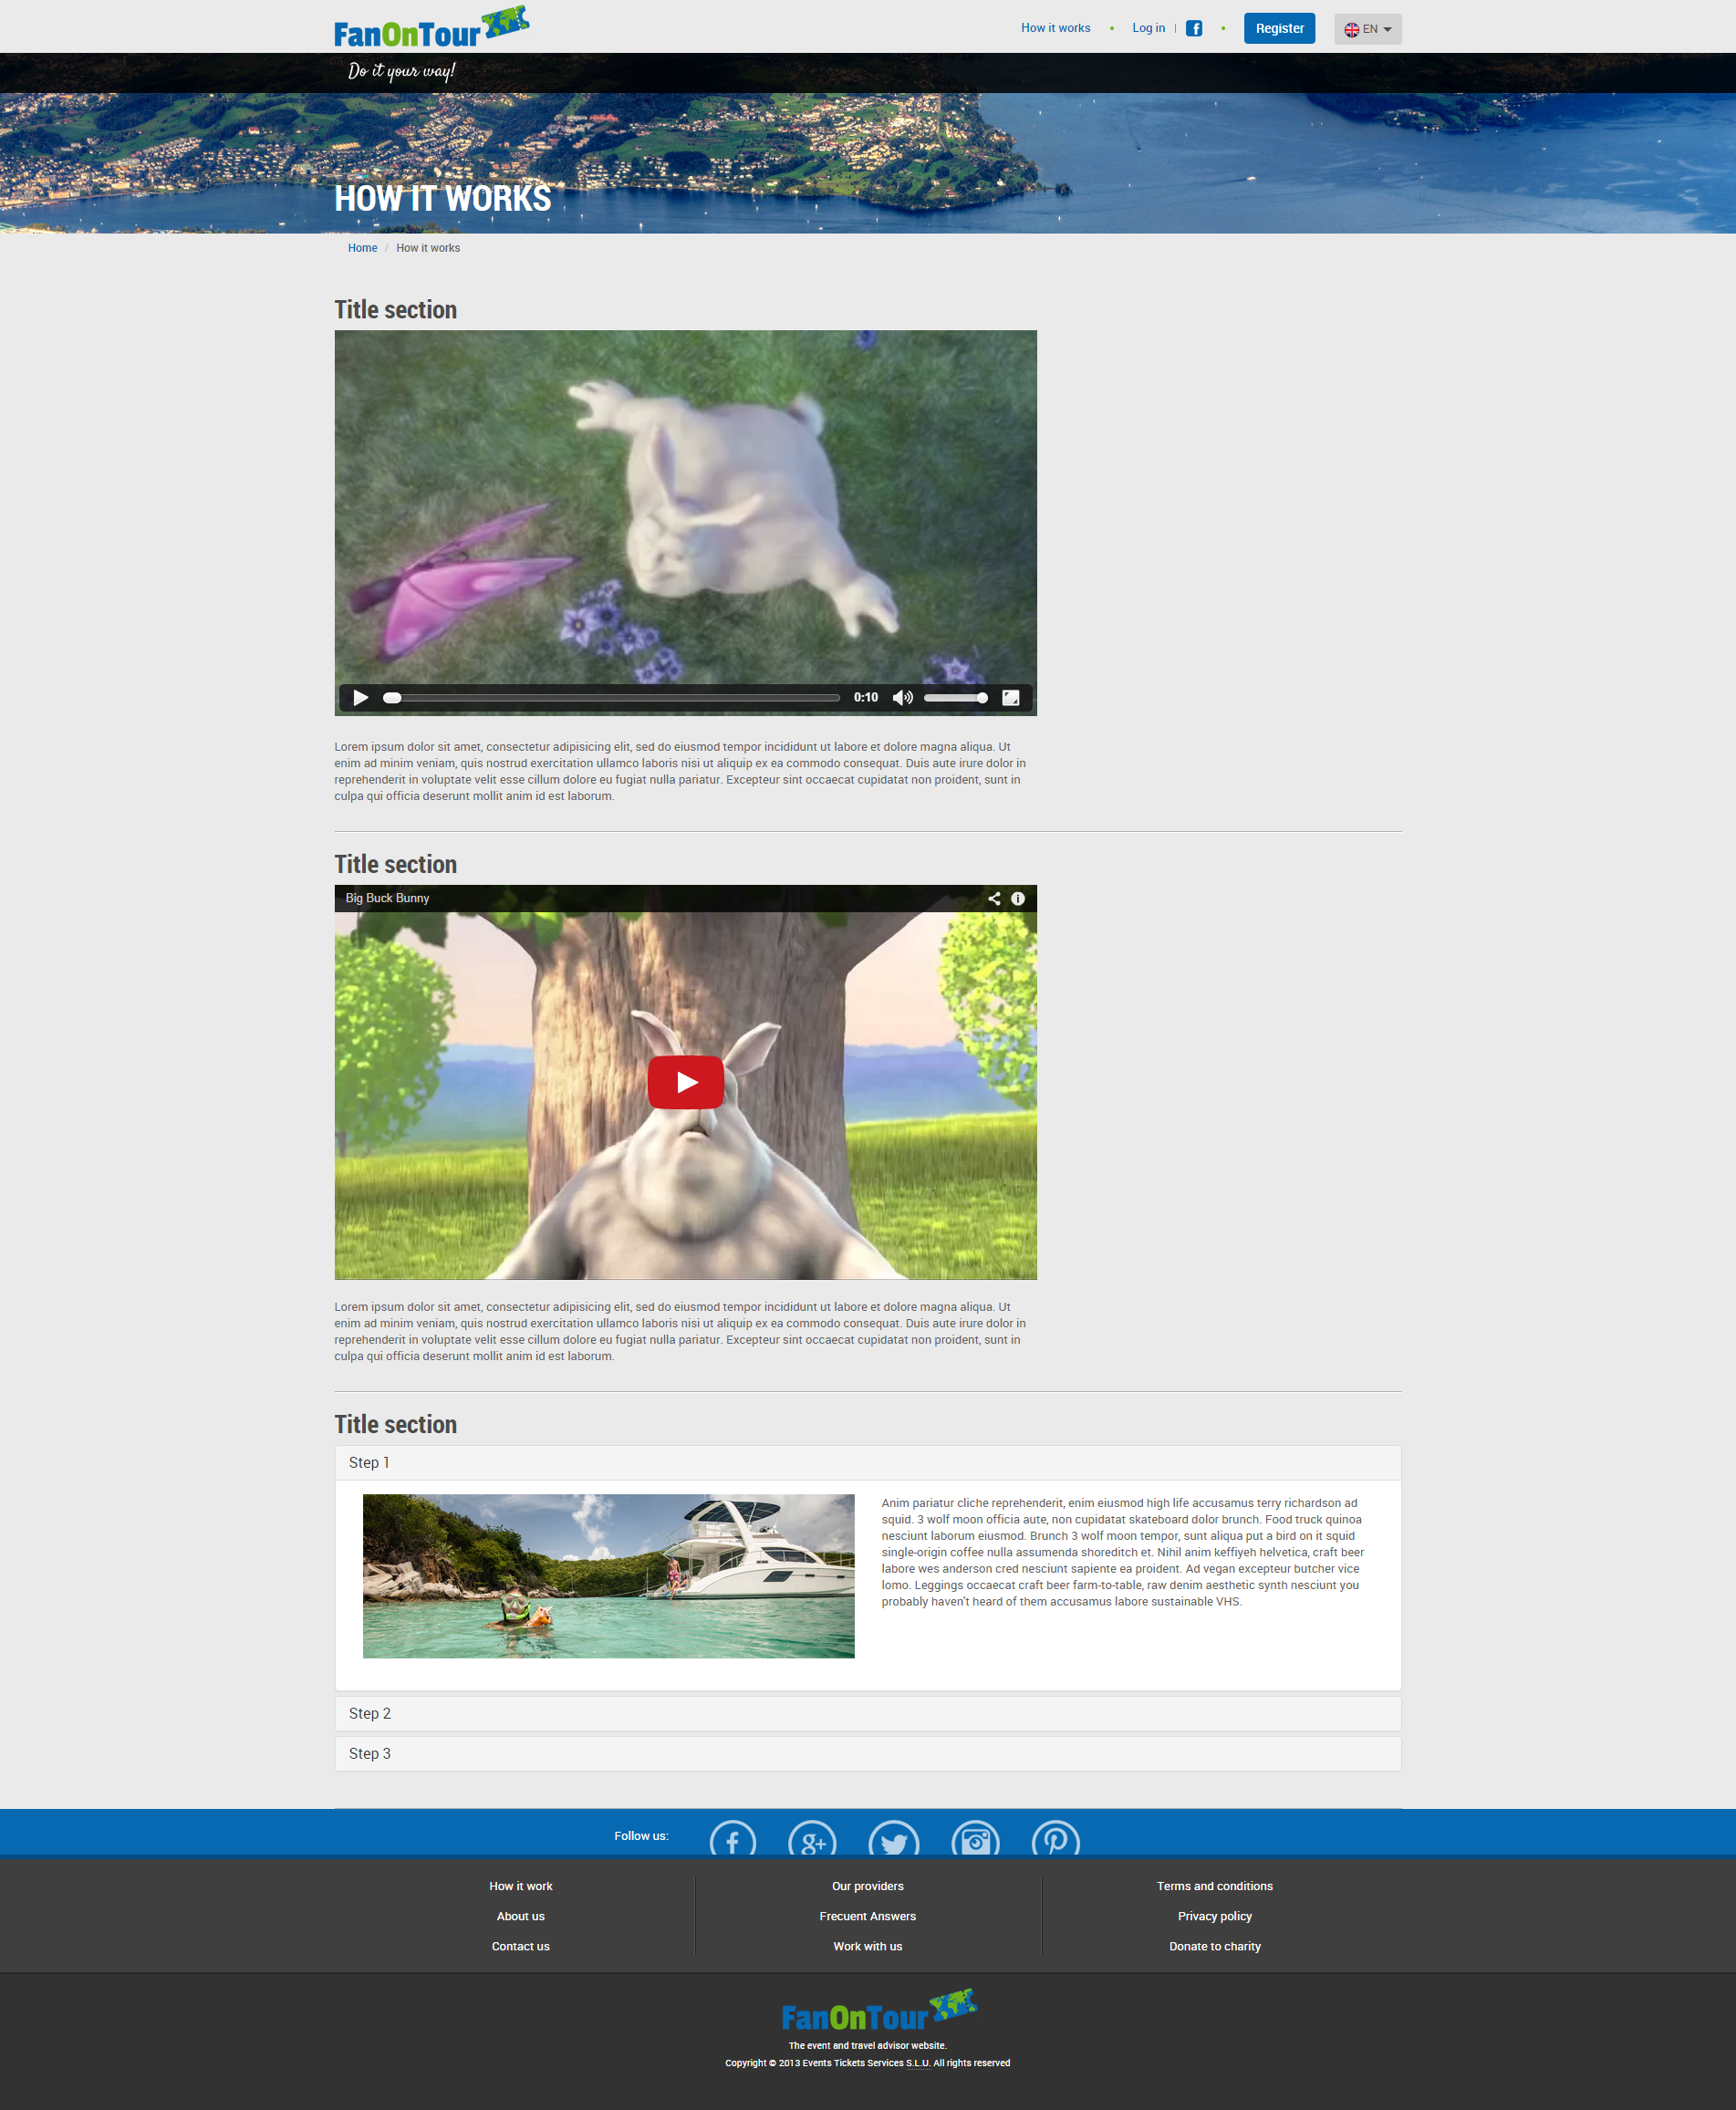 FanOnTour
How it works • Log in | • Register EN
Do it your way!
HOW IT WORKS
Home / How it works
Title section
0:10
Lorem ipsum dolor sit amet, consectetur adipisicing elit, sed do eiusmod tempor incididunt ut labore et dolore magna aliqua. Ut
enim ad minim veniam, quis nostrud exercitation ullamco laboris nisi ut aliquip ex ea commodo consequat. Duis aute irure dolor in
reprehenderit in voluptate velit esse cillum dolore eu fugiat nulla pariatur. Excepteur sint occaecat cupidatat non proident, sunt in
culpa qui officia deserunt mollit anim id est laborum.
Title section
Big Buck Bunny
Lorem ipsum dolor sit amet, consectetur adipisicing elit, sed do eiusmod tempor incididunt ut labore et dolore magna aliqua. Ut
enim ad minim veniam, quis nostrud exercitation ullamco laboris nisi ut aliquip ex ea commodo consequat. Duis aute irure dolor in
reprehenderit in voluptate velit esse cillum dolore eu fugiat nulla pariatur. Excepteur sint occaecat cupidatat non proident, sunt in
culpa qui officia deserunt mollit anim id est laborum.
Title section
Step 1
Anim pariatur cliche reprehenderit, enim eiusmod high life accusamus terry richardson ad
squid. 3 wolf moon officia aute, non cupidatat skateboard dolor brunch. Food truck quinoa
nesciunt laborum eiusmod. Brunch 3 wolf moon tempor, sunt aliqua put a bird on it squid
single-origin coffee nulla assumenda shoreditch et. Nihil anim keffiyeh helvetica, craft beer
labore wes anderson cred nesciunt sapiente ea proident. Ad vegan excepteur butcher vice
lomo. Leggings occaecat craft beer farm-to-table, raw denim aesthetic synth nesciunt you
probably haven't heard of them accusamus labore sustainable VHS.
Step 2
Step 3
Follow us:
How it work
About us
Contact us
Our providers
Frecuent Answers
Work with us
Terms and conditions
Privacy policy
Donate to charity
FanOnTour
The event and travel advisor website.
Copyright © 2013 Events Tickets Services S.L.U. All rights reserved